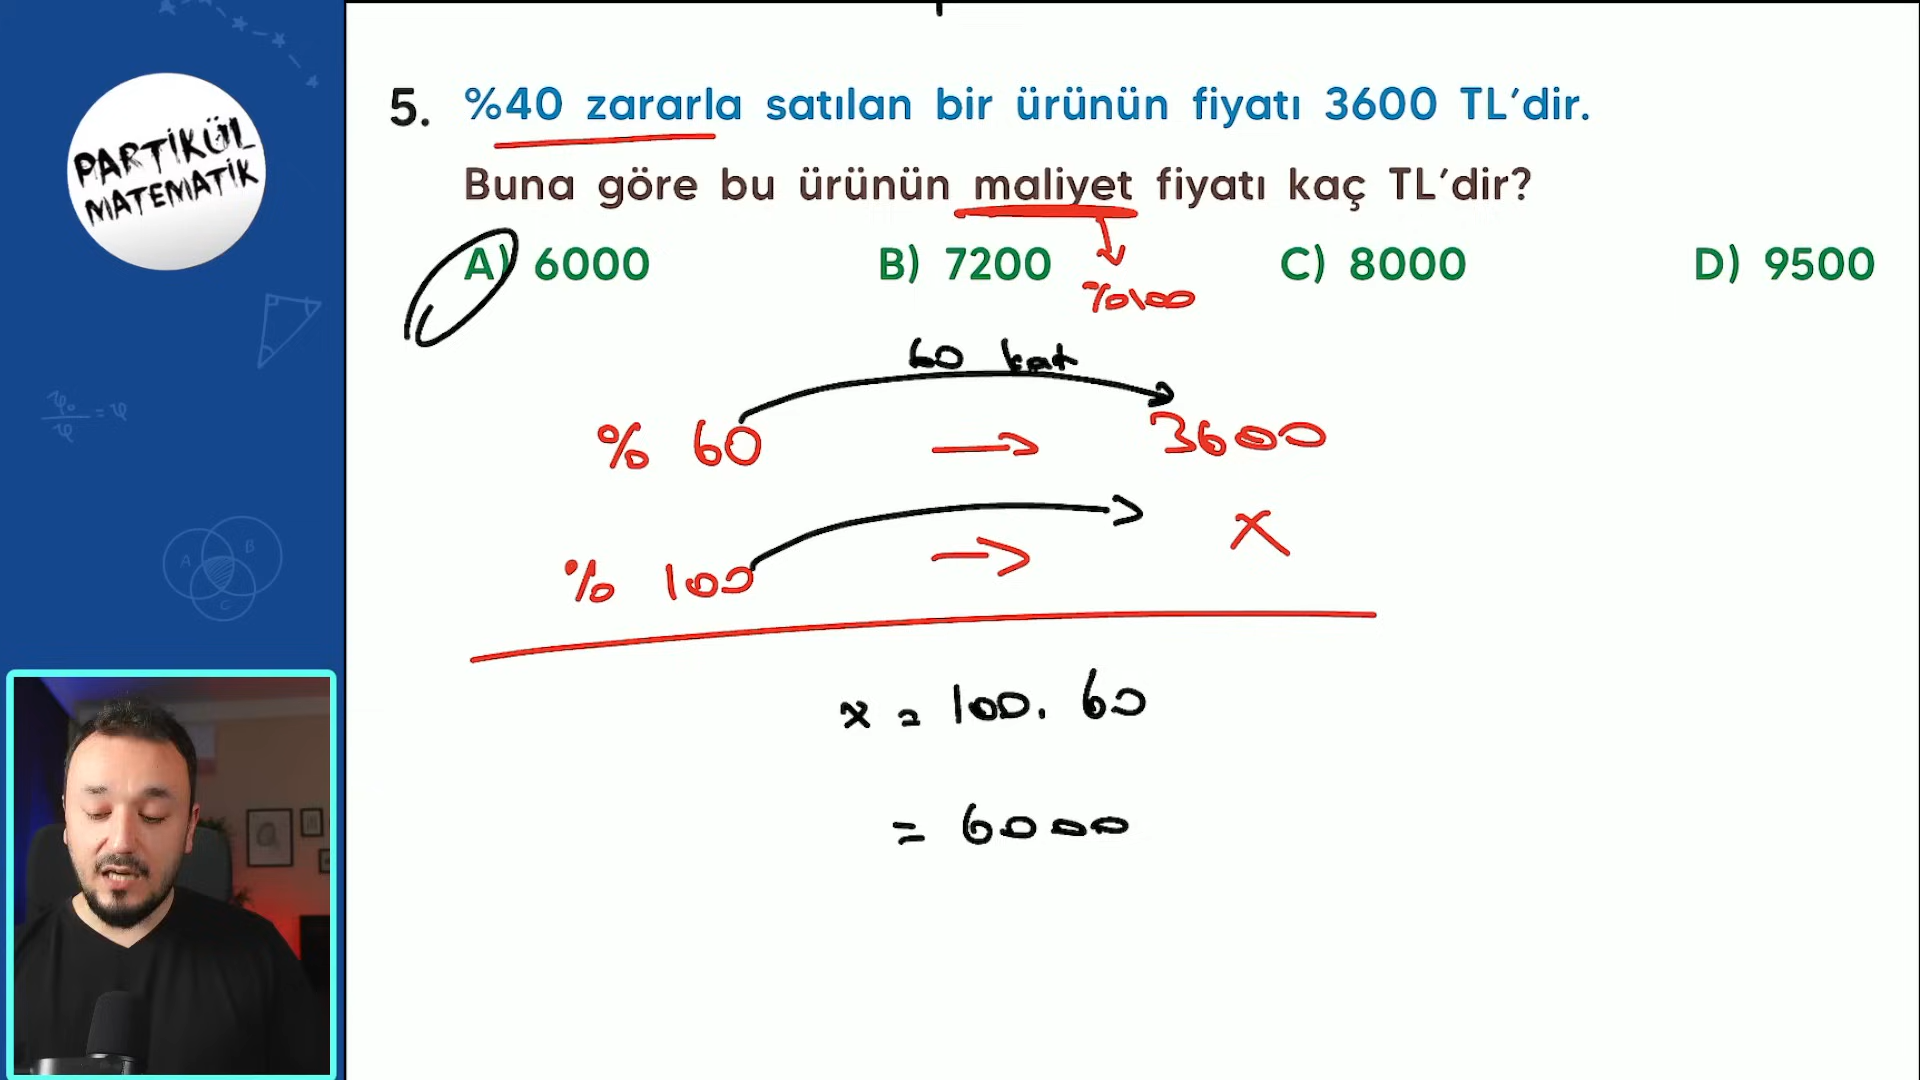 PARTİKÜL
MATEMATİK
5. %40 zararla satılan bir ürünün fiyatı 3600 TL'dir.
Buna göre bu ürünün maliyet fiyatı kaç TL'dir?
A) 6000 B) 7200 C) 8000 D) 9500
%100
60 kat
% 60 → 3600
% 100 → x
x = 100. 60
= 6000
A B
C